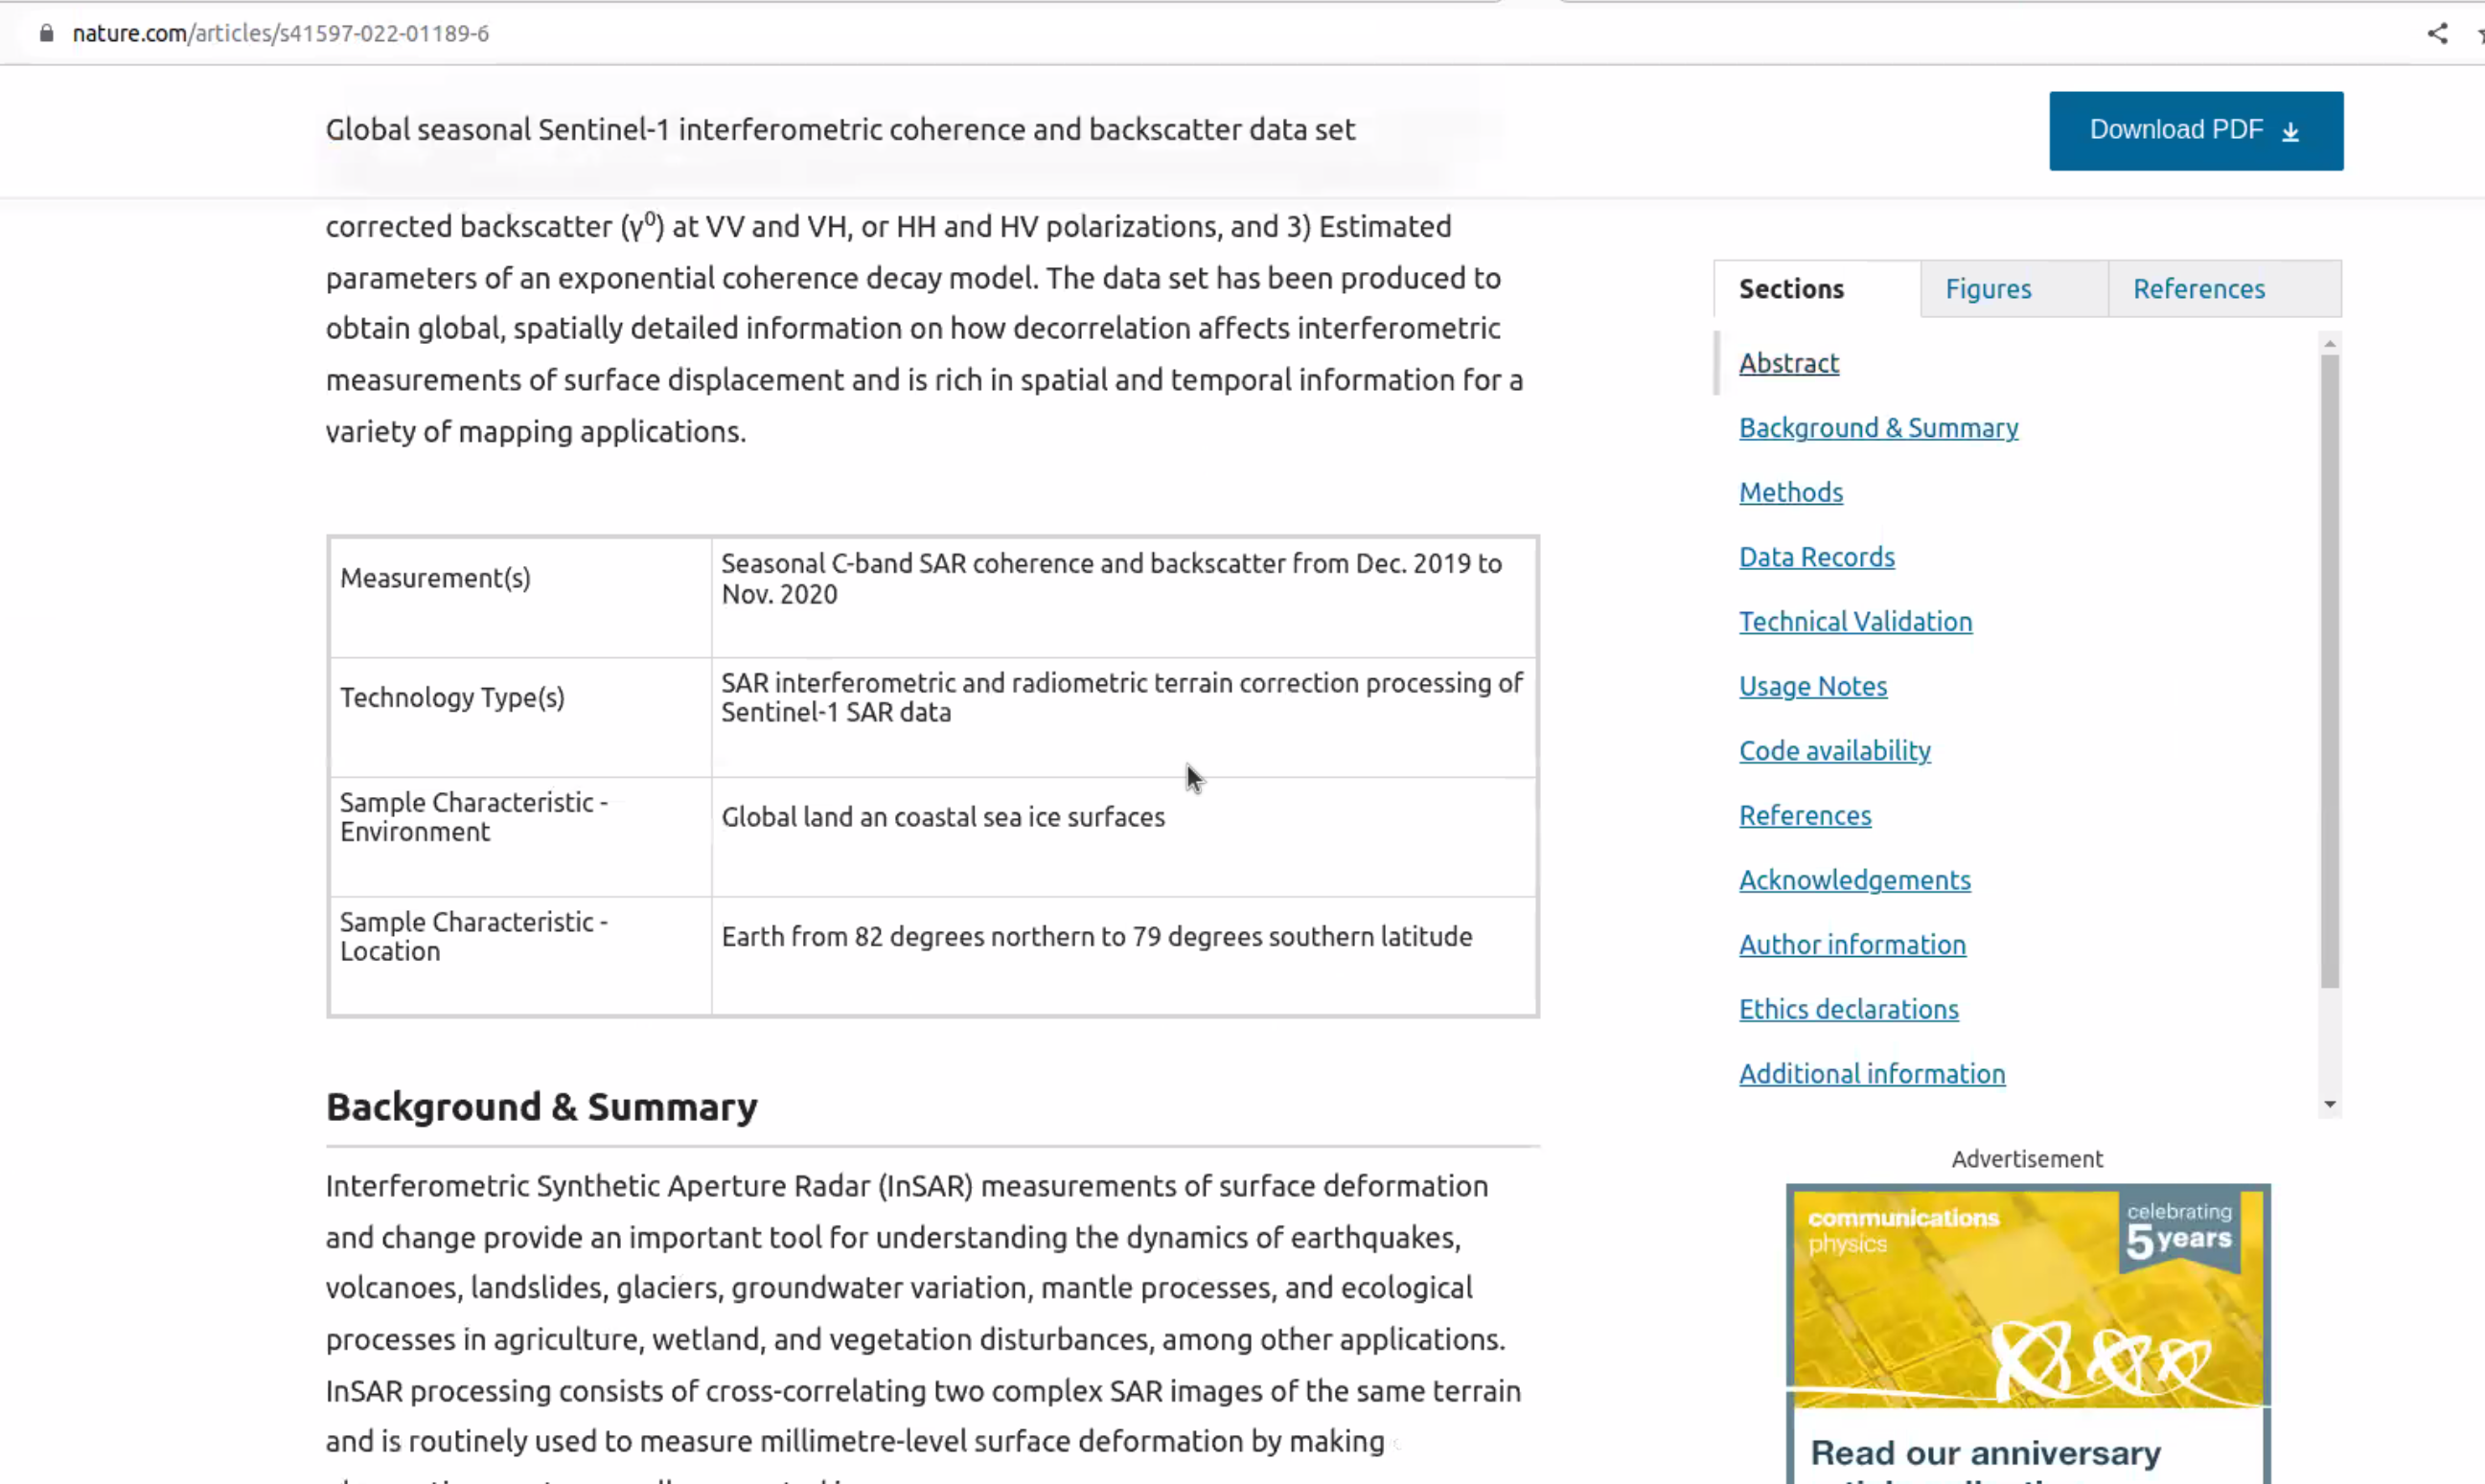 nature.com/articles/s41597-022-01189-6
Global seasonal Sentinel-1 interferometric coherence and backscatter data set
Download PDF
corrected backscatter (γ⁰) at VV and VH, or HH and HV polarizations, and 3) Estimated
parameters of an exponential coherence decay model. The data set has been produced to
obtain global, spatially detailed information on how decorrelation affects interferometric
measurements of surface displacement and is rich in spatial and temporal information for a
variety of mapping applications.
Measurement(s)
Seasonal C-band SAR coherence and backscatter from Dec. 2019 to
Nov. 2020
Technology Type(s)
SAR interferometric and radiometric terrain correction processing of
Sentinel-1 SAR data
Sample Characteristic -
Environment
Global land an coastal sea ice surfaces
Sample Characteristic -
Location
Earth from 82 degrees northern to 79 degrees southern latitude
Background & Summary
Interferometric Synthetic Aperture Radar (InSAR) measurements of surface deformation
and change provide an important tool for understanding the dynamics of earthquakes,
volcanoes, landslides, glaciers, groundwater variation, mantle processes, and ecological
processes in agriculture, wetland, and vegetation disturbances, among other applications.
InSAR processing consists of cross-correlating two complex SAR images of the same terrain
and is routinely used to measure millimetre-level surface deformation by making
Sections
Figures
References
Abstract
Background & Summary
Methods
Data Records
Technical Validation
Usage Notes
Code availability
References
Acknowledgements
Author information
Ethics declarations
Additional information
Advertisement
communications
physics
celebrating
5 years
Read our anniversary